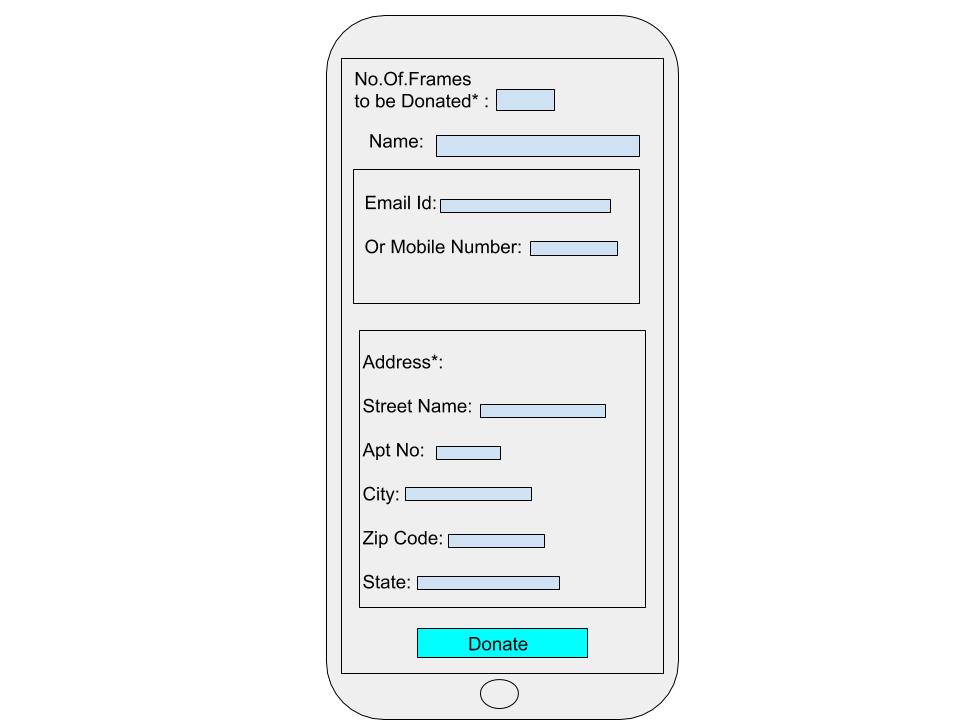 No.Of.Frames
to be Donated* :
Name:
Email Id:
Or Mobile Number:
Address*:
Street Name:
Apt No:
City:
Zip Code:
State:
Donate